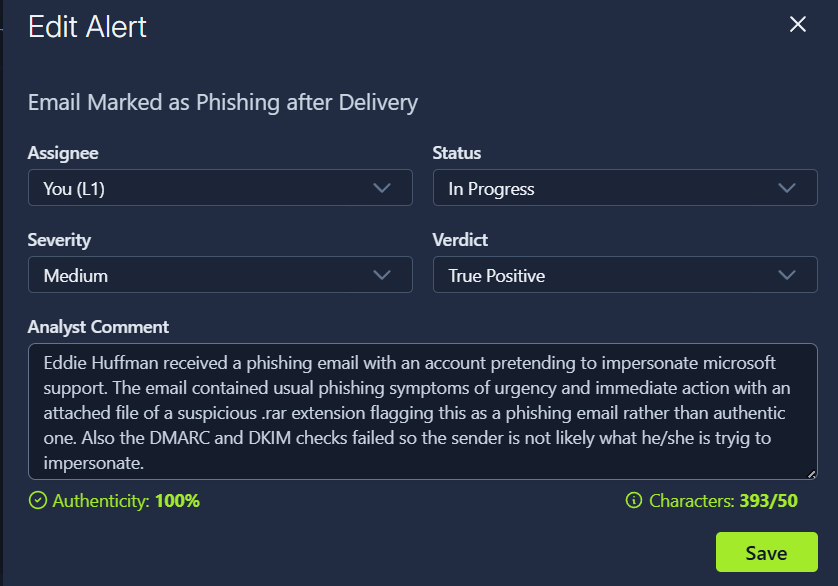 Edit Alert
Email Marked as Phishing after Delivery
Assignee
Status
You (L1)
In Progress
Severity
Verdict
Medium
True Positive
Analyst Comment
Eddie Huffman received a phishing email with an account pretending to impersonate microsoft
support. The email contained usual phishing symptoms of urgency and immediate action with an
attached file of a suspicious .rar extension flagging this as a phishing email rather than authentic
one. Also the DMARC and DKIM checks failed so the sender is not likely what he/she is tryig to
impersonate.
Authenticity: 100%
Characters: 393/50
Save